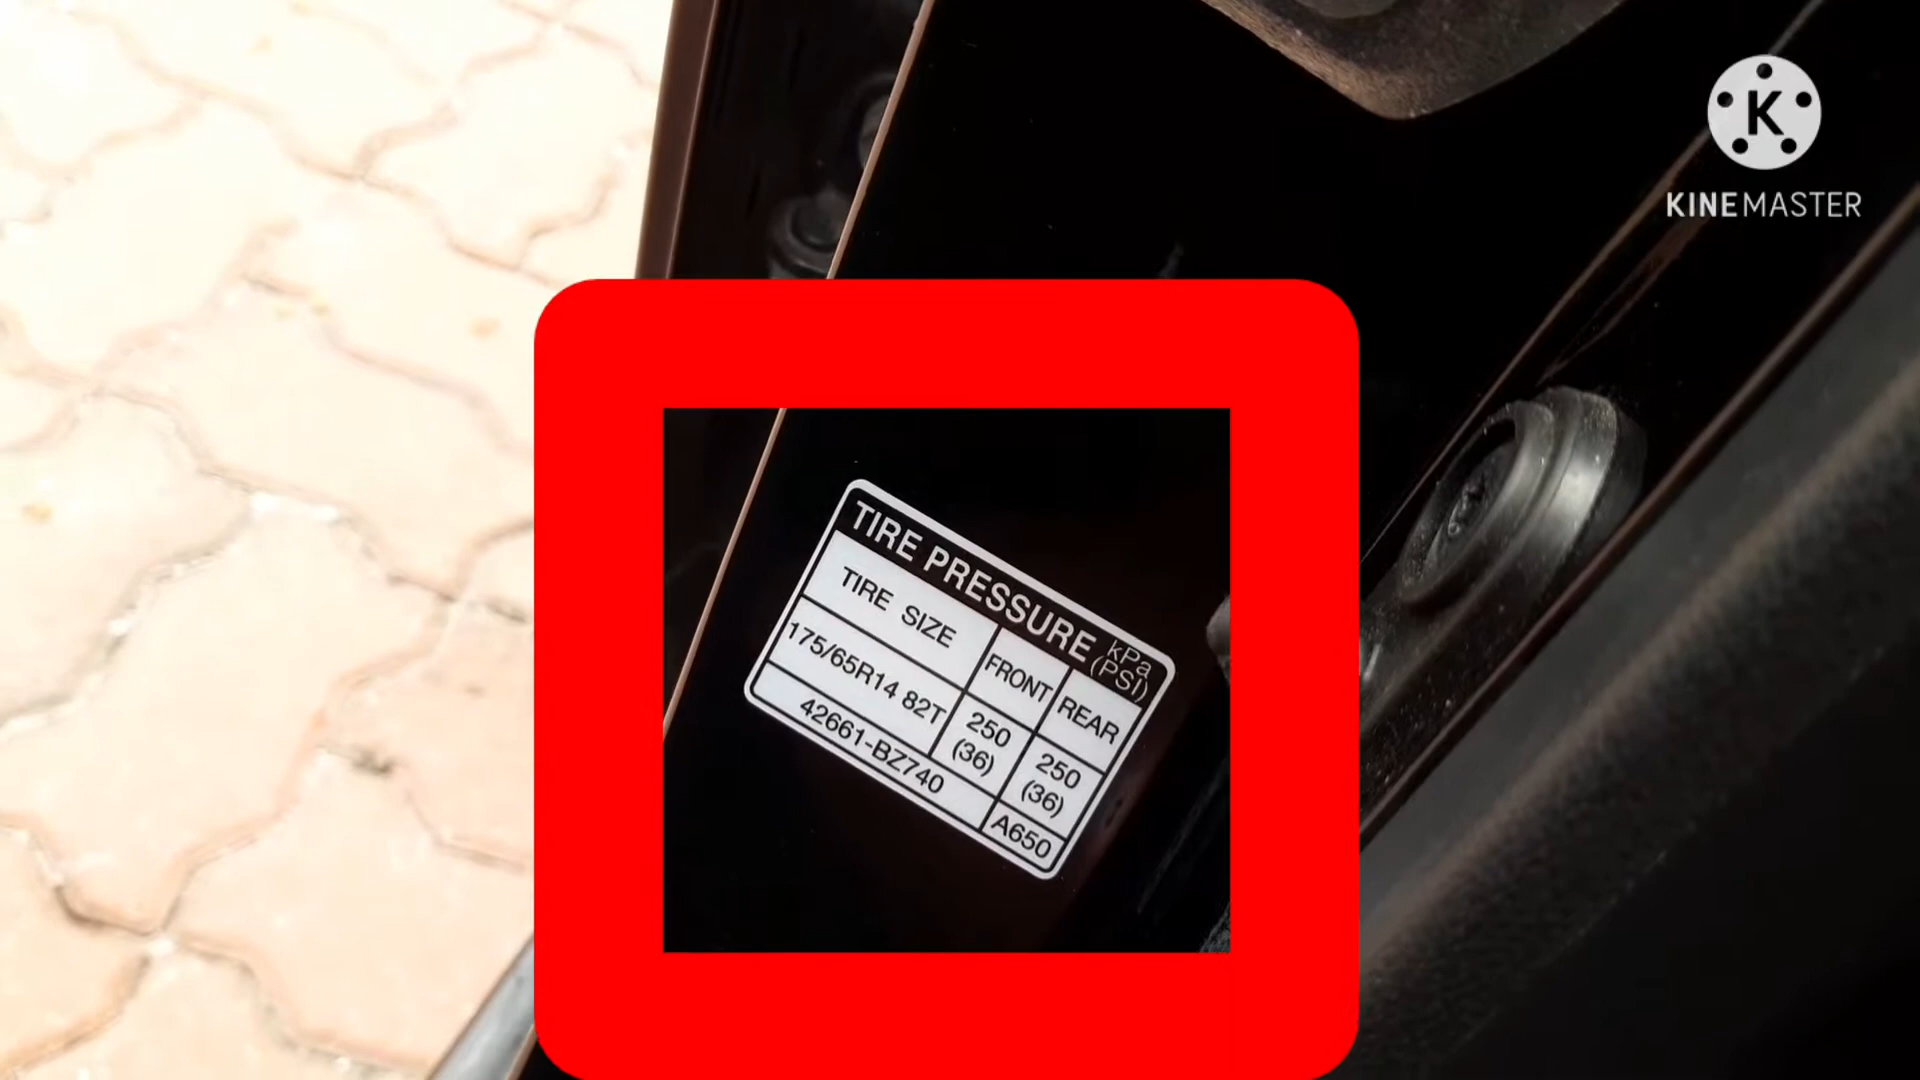 K
KINEMASTER
TIRE PRESSURE kPa (PSI)
TIRE SIZE FRONT REAR
175/65R14 82T 250 (36) 250 (36)
42661-BZ740 A650